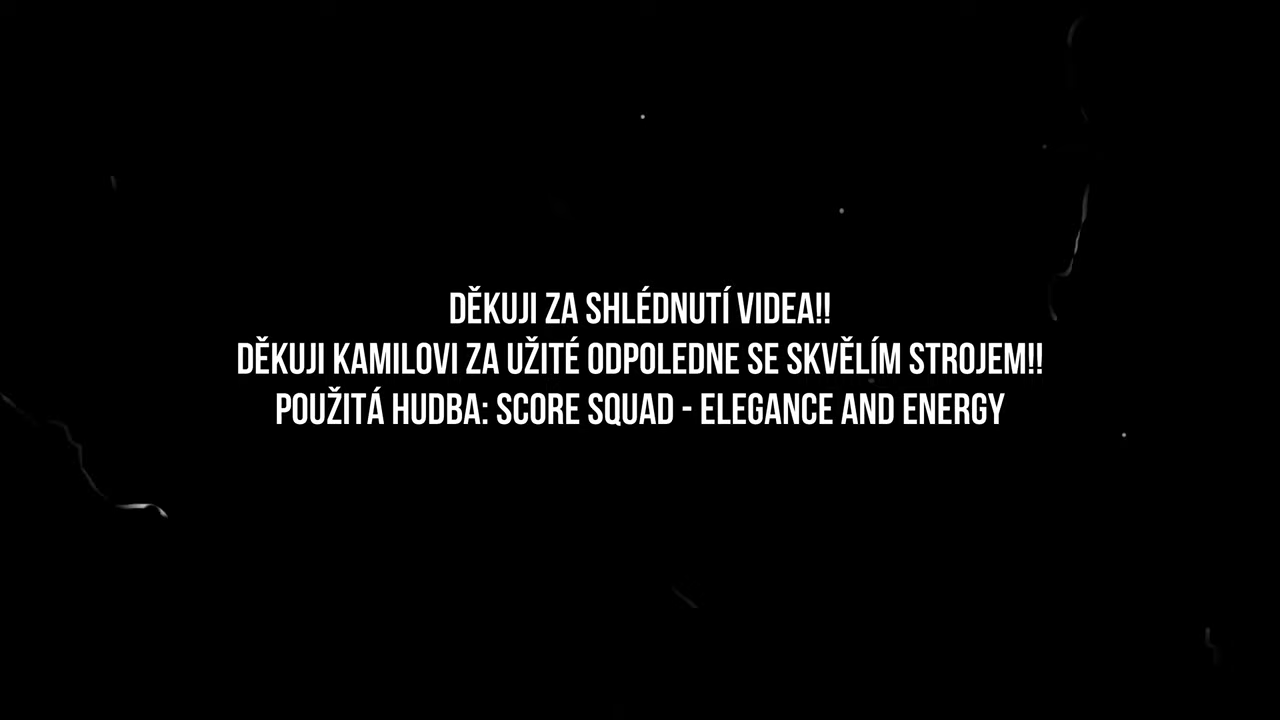 DĚKUJI ZA SHLÉDNUTÍ VIDEA!!
DĚKUJI KAMILOVI ZA UŽITÉ ODPOLEDNE SE SKVĚLÍM STROJEM!!
POUŽITÁ HUDBA: SCORE SQUAD - ELEGANCE AND ENERGY